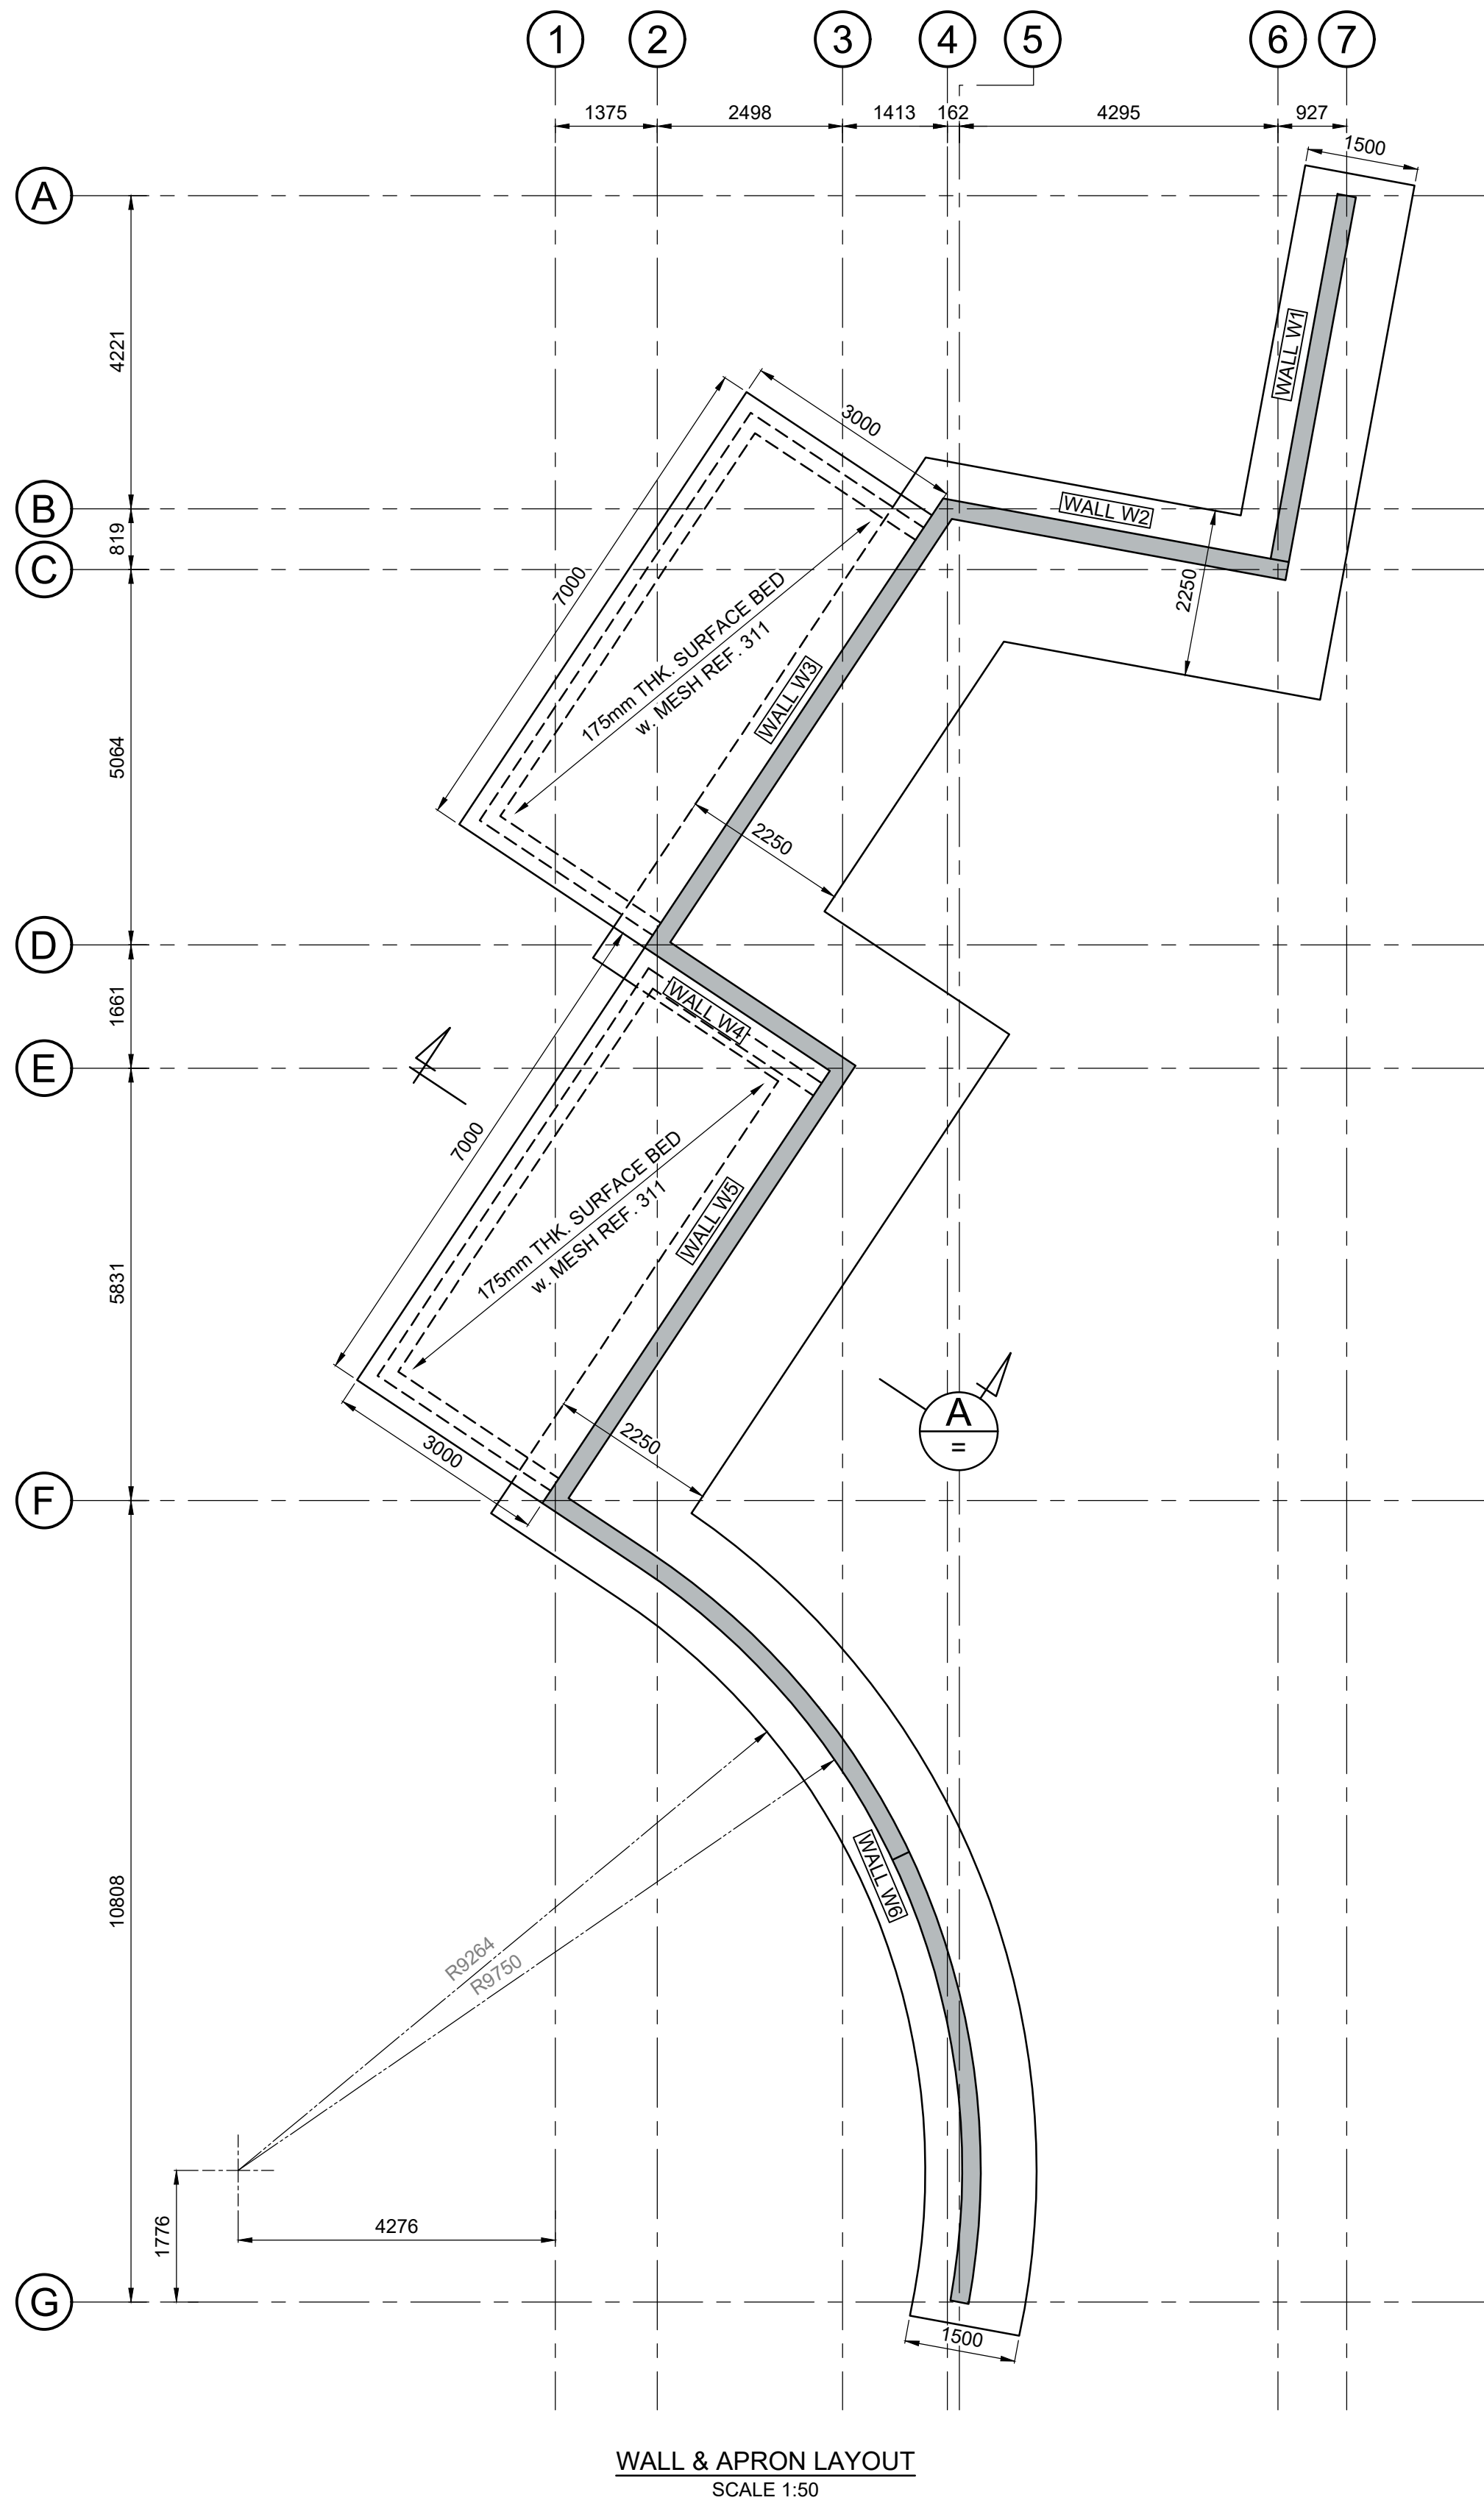 1 2 3 4 5 6 7
1375 2498 1413 162 4295 927
1500
A
4221
3000
WALL W1
B
WALL W2
819
C
7000
2250
175mm THK. SURFACE BED
w. MESH REF. 311
WALL W3
5064
2250
D
1661
WALL W4
E
7000
175mm THK. SURFACE BED
w. MESH REF. 311
WALL W5
5831
A
=
2250
3000
F
10808
WALL W6
R9264
R9750
1776
4276
G
1500
WALL & APRON LAYOUT
SCALE 1:50